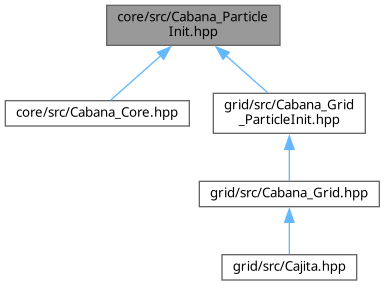 core/src/Cabana_Particle
Init.hpp
core/src/Cabana_Core.hpp
grid/src/Cabana_Grid
_ParticleInit.hpp
grid/src/Cabana_Grid.hpp
grid/src/Cajita.hpp